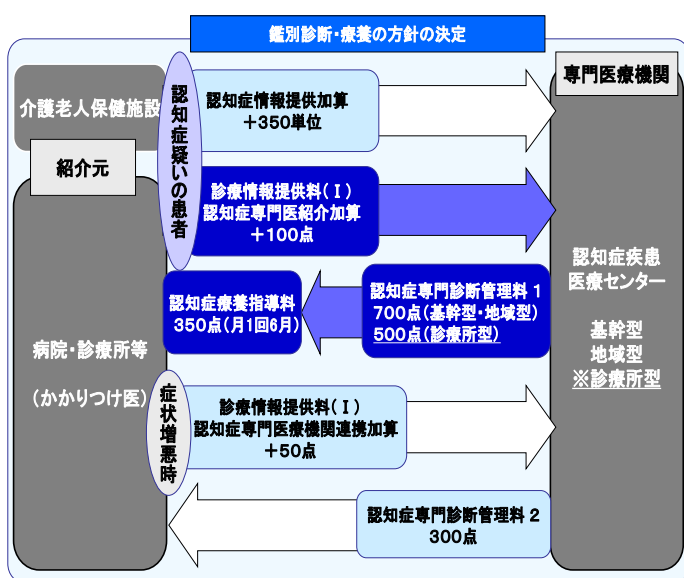 鑑別診断・療養の方針の決定
専門医療機関
介護老人保健施設
認知症疑いの患者
認知症情報提供加算
＋350単位
紹介元
診療情報提供料(Ⅰ)
認知症専門医紹介加算
＋100点
認知症疾患
医療センター
基幹型
地域型
※診療所型
認知症療養指導料
350点(月1回6月)
認知症専門診断管理料１
700点(基幹型・地域型)
500点(診療所型)
病院・診療所等
(かかりつけ医)
症状増悪時
診療情報提供料(Ⅰ)
認知症専門医療機関連携加算
＋50点
認知症専門診断管理料２
300点